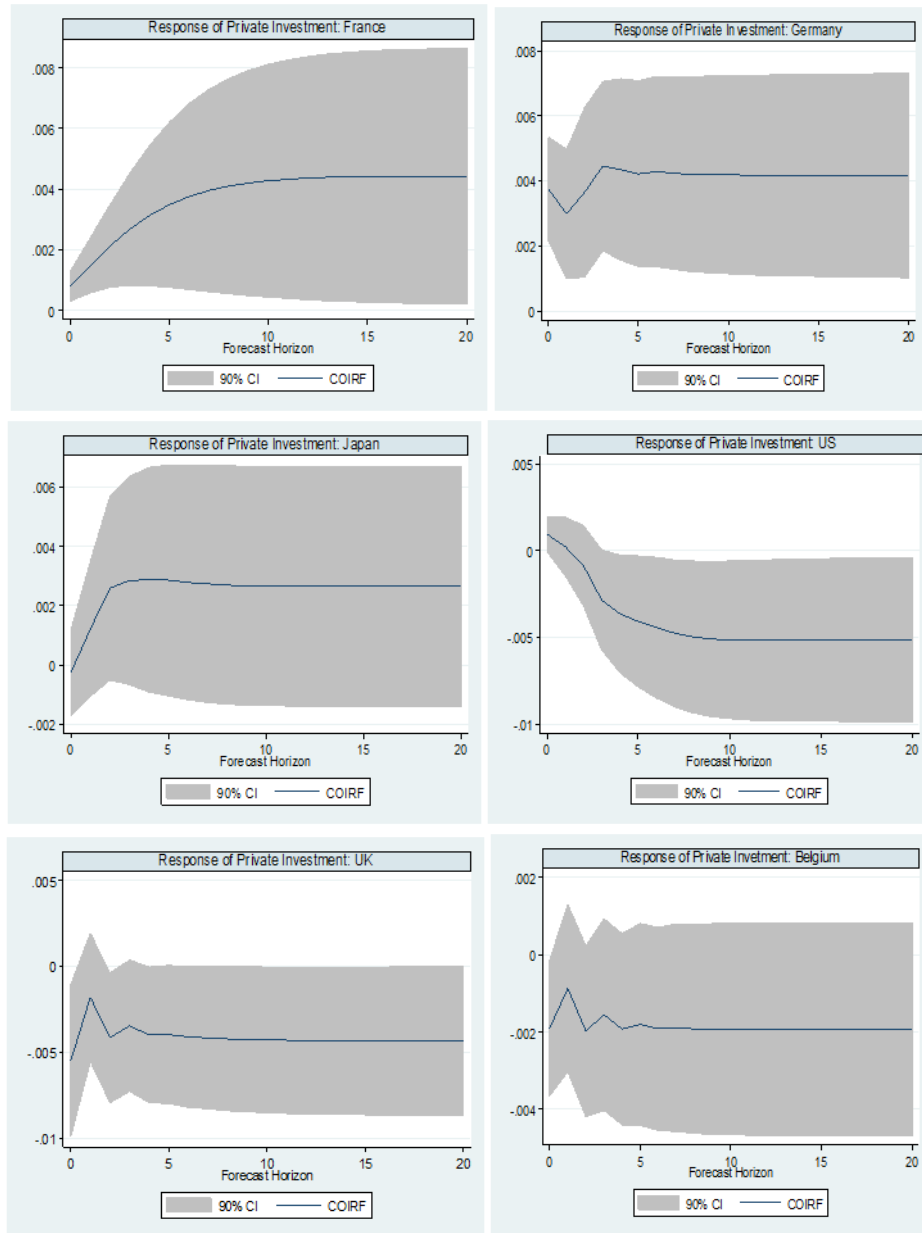 Response of Private Investment: France
.008
.006
.004
.002
0
0 5 10 15 20
Forecast Horizon
90% CI COIRF
Response of Private Investment: Germany
.008
.006
.004
.002
0
0 5 10 15 20
Forecast Horizon
90% CI COIRF
Response of Private Investment: Japan
.006
.004
.002
0
-.002
0 5 10 15 20
Forecast Horizon
90% CI COIRF
Response of Private Investment: US
.005
0
-.005
-.01
0 5 10 15 20
Forecast Horizon
90% CI COIRF
Response of Private Investment: UK
.005
0
-.005
-.01
0 5 10 15 20
Forecast Horizon
90% CI COIRF
Response of Private Invetment: Belgium
.002
0
-.002
-.004
0 5 10 15 20
Forecast Horizon
90% CI COIRF